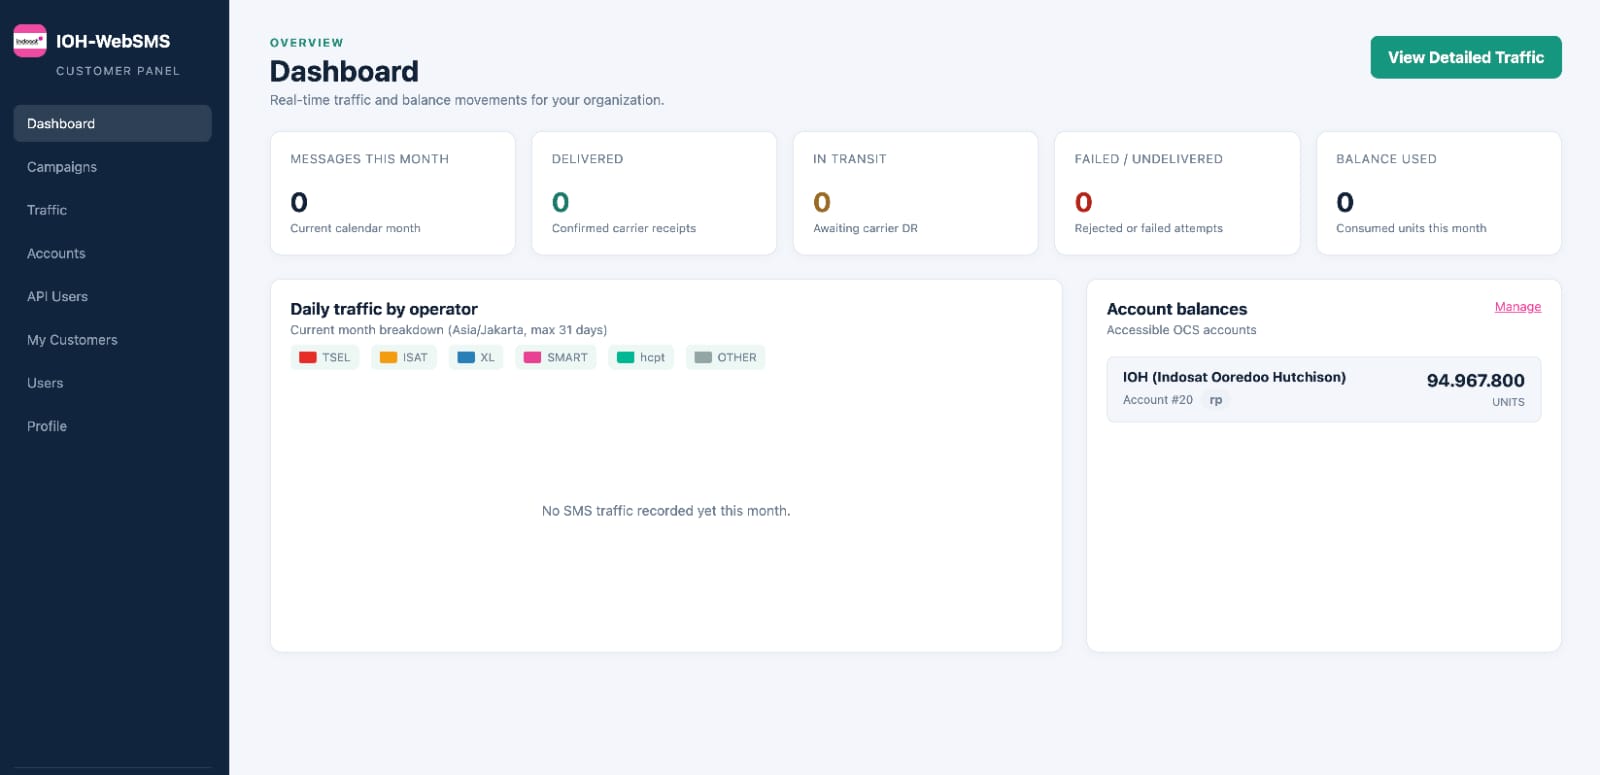 indosat
IOH-WebSMS
CUSTOMER PANEL
Dashboard
Campaigns
Traffic
Accounts
API Users
My Customers
Users
Profile
OVERVIEW
Dashboard
Real-time traffic and balance movements for your organization.
View Detailed Traffic
MESSAGES THIS MONTH
0
Current calendar month
DELIVERED
0
Confirmed carrier receipts
IN TRANSIT
0
Awaiting carrier DR
FAILED / UNDELIVERED
0
Rejected or failed attempts
BALANCE USED
0
Consumed units this month
Daily traffic by operator
Current month breakdown (Asia/Jakarta, max 31 days)
TSEL ISAT XL SMART hcpt OTHER
No SMS traffic recorded yet this month.
Account balances
Manage
Accessible OCS accounts
IOH (Indosat Ooredoo Hutchison)
94.967.800
Account #20 rp
UNITS